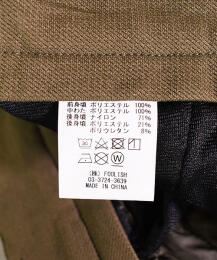 前身頃 ポリエステル 100%
中わた ポリエステル 100%
後身頃 ナイロン 71%
後身頃 ポリエステル 21%
ポリウレタン 8%
(株) FOOLISH
03-3724-3639
MADE IN CHINA